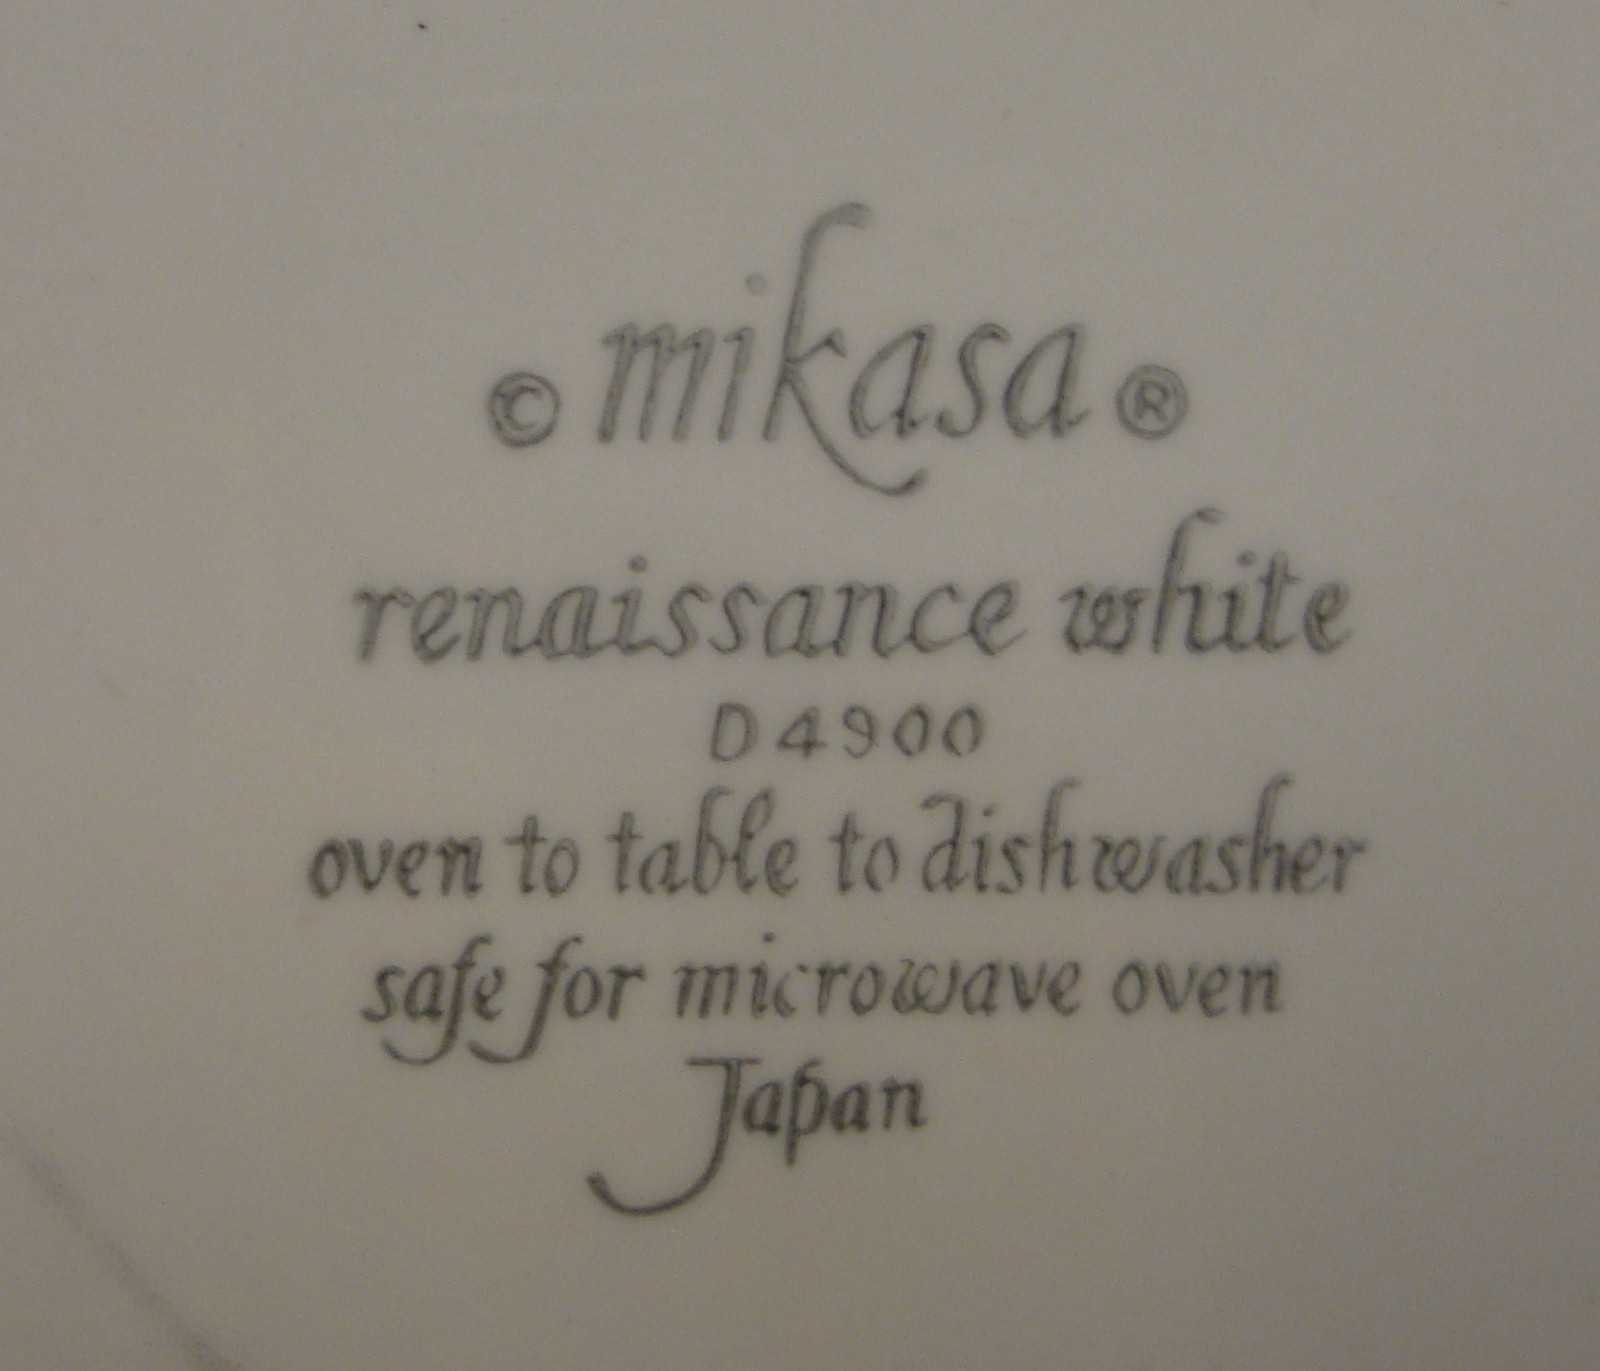 © mikasa ®
renaissance white
D4900
oven to table to dishwasher
safe for microwave oven
Japan